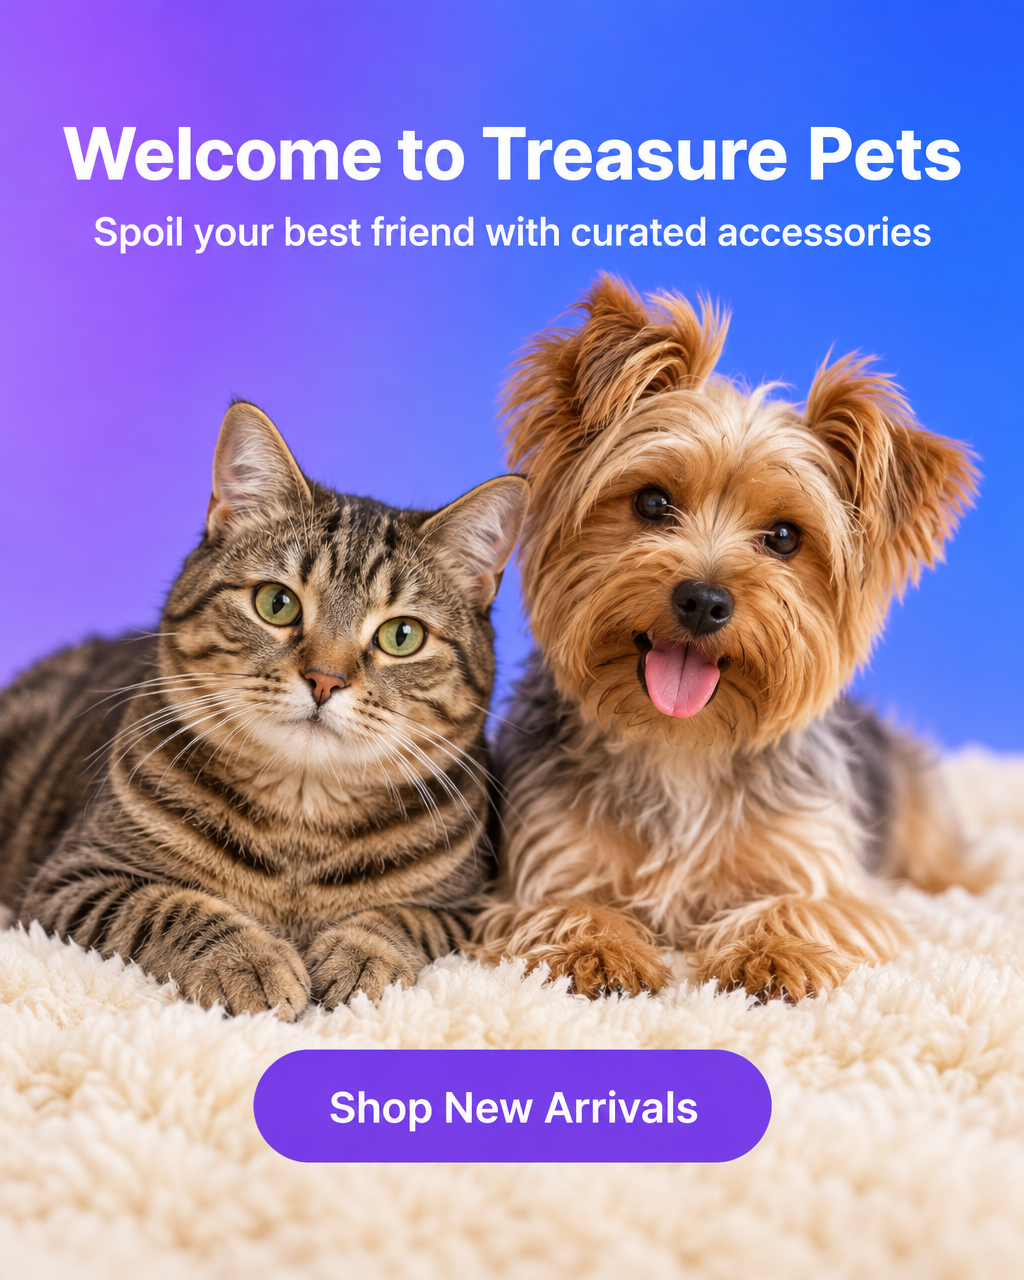 Welcome to Treasure Pets
Spoil your best friend with curated accessories
Shop New Arrivals